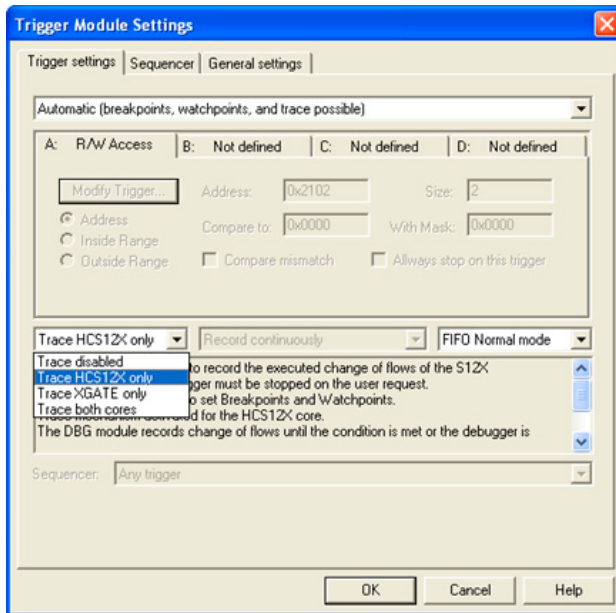 Trigger Module Settings
Trigger settings Sequencer General settings
Automatic (breakpoints, watchpoints, and trace possible)
A: R/W Access B: Not defined C: Not defined D: Not defined
Modify Trigger... Address: 0x2102 Size: 2
Address Compare to: 0x0000 With Mask: 0x0000
Inside Range
Outside Range Compare mismatch Allways stop on this trigger
Trace HCS12X only Record continuously FIFO Normal mode
Trace disabled
Trace HCS12X only to record the executed change of flows of the S12X
Trace XGATE only must be stopped on the user request.
Trace both cores to set Breakpoints and Watchpoints.
for the HCS12X core.
The DBG module records change of flows until the condition is met or the debugger is
Sequencer: Any trigger
OK Cancel Help